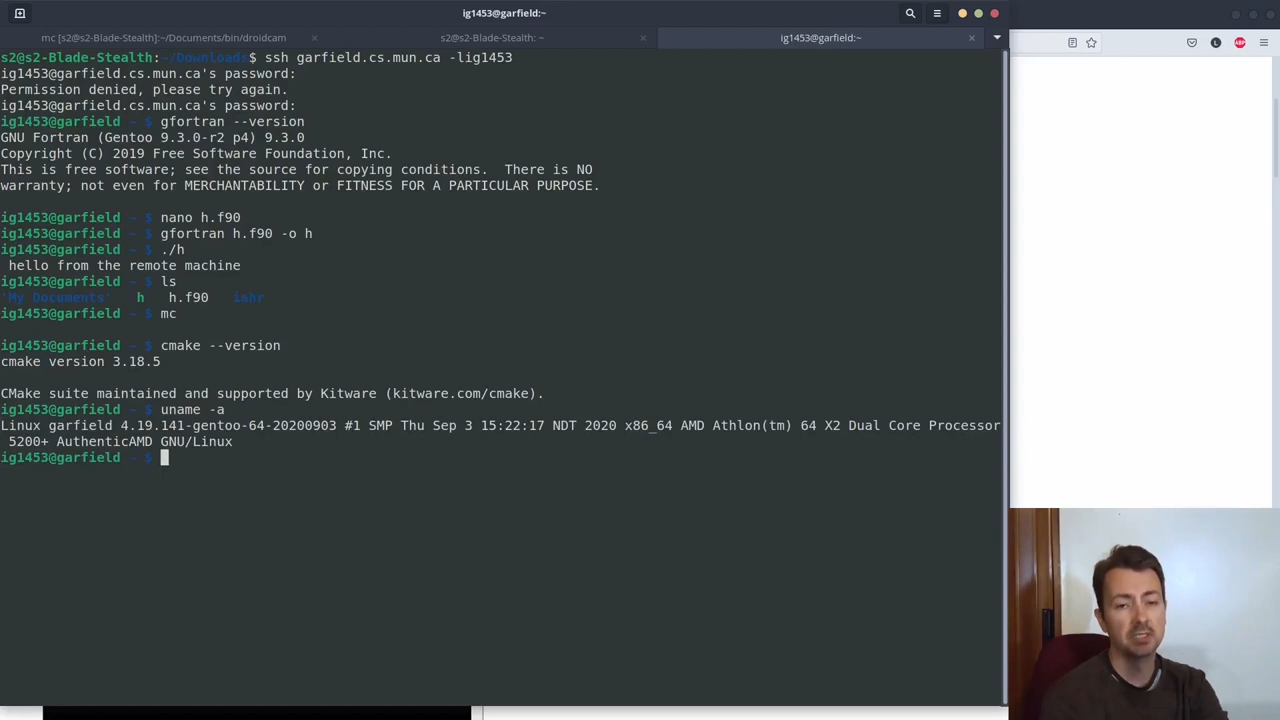 ig1453@garfield:~
mc [s2@s2-Blade-Stealth]:~/Documents/bin/droidcam
s2@s2-Blade-Stealth: ~
ig1453@garfield:~
s2@s2-Blade-Stealth:~/Downloads$ ssh garfield.cs.mun.ca -lig1453
ig1453@garfield.cs.mun.ca's password:
Permission denied, please try again.
ig1453@garfield.cs.mun.ca's password:
ig1453@garfield ~ $ gfortran --version
GNU Fortran (Gentoo 9.3.0-r2 p4) 9.3.0
Copyright (C) 2019 Free Software Foundation, Inc.
This is free software; see the source for copying conditions.  There is NO
warranty; not even for MERCHANTABILITY or FITNESS FOR A PARTICULAR PURPOSE.
ig1453@garfield ~ $ nano h.f90
ig1453@garfield ~ $ gfortran h.f90 -o h
ig1453@garfield ~ $ ./h
hello from the remote machine
ig1453@garfield ~ $ ls
'My Documents'   h   h.f90   ishr
ig1453@garfield ~ $ mc
ig1453@garfield ~ $ cmake --version
cmake version 3.18.5
CMake suite maintained and supported by Kitware (kitware.com/cmake).
ig1453@garfield ~ $ uname -a
Linux garfield 4.19.141-gentoo-64-20200903 #1 SMP Thu Sep 3 15:22:17 NDT 2020 x86_64 AMD Athlon(tm) 64 X2 Dual Core Processor
5200+ AuthenticAMD GNU/Linux
ig1453@garfield ~ $